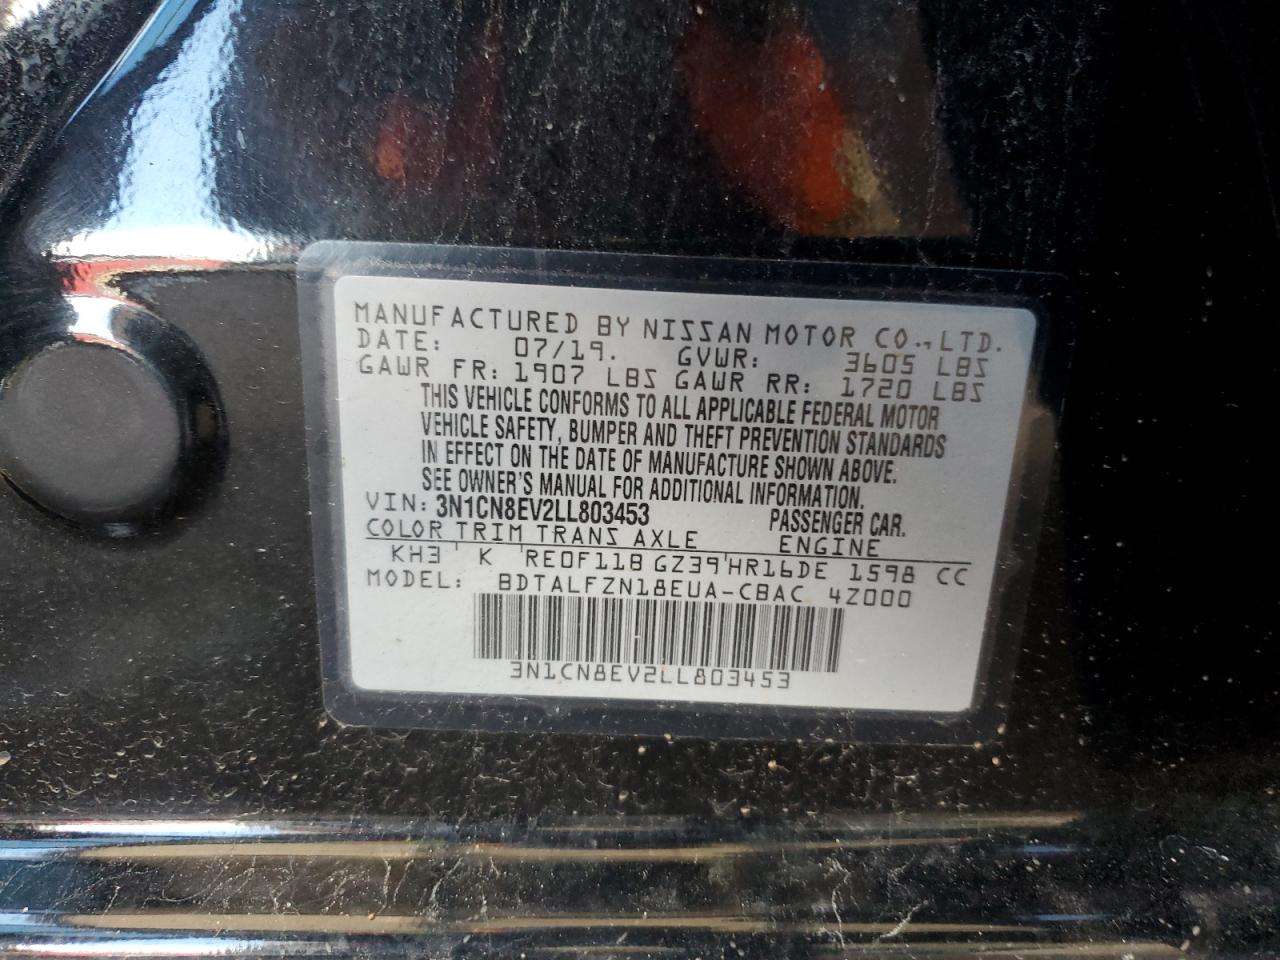 MANUFACTURED BY NISSAN MOTOR CO., LTD.
DATE: 07/19. GVWR: 3605 LBS
GAWR FR: 1907 LBS GAWR RR: 1720 LBS
THIS VEHICLE CONFORMS TO ALL APPLICABLE FEDERAL MOTOR
VEHICLE SAFETY, BUMPER AND THEFT PREVENTION STANDARDS
IN EFFECT ON THE DATE OF MANUFACTURE SHOWN ABOVE.
SEE OWNER'S MANUAL FOR ADDITIONAL INFORMATION.
VIN: 3N1CN8EV2LL803453 PASSENGER CAR.
COLOR TRIM TRANS AXLE ENGINE
KH3 K RE0F11B GZ39 HR16DE 1598 CC
MODEL: BDTALFZN18EUA-CBAC 4Z000
3N1CN8EV2LL803453